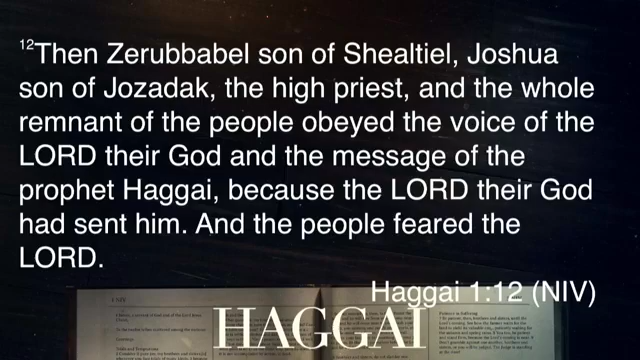 12Then Zerubbabel son of Shealtiel, Joshua
son of Jozadak, the high priest, and the whole
remnant of the people obeyed the voice of the
LORD their God and the message of the
prophet Haggai, because the LORD their God
had sent him. And the people feared the
LORD.
Haggai 1:12 (NIV)
HAGGAI